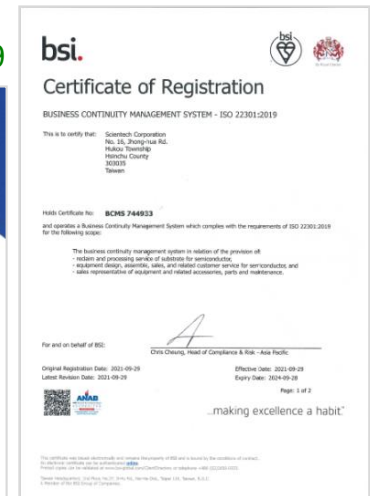 9
bsi.
bsi
Certificate of Registration
BUSINESS CONTINUITY MANAGEMENT SYSTEM - ISO 22301:2019
This is to certify that: Scientech Corporation
No. 16, Jhong-hua Rd.
Hukou Township
Hsinchu County
303035
Taiwan
Holds Certificate No: BCMS 744933
and operates a Business Continuity Management System which complies with the requirements of ISO 22301:2019
for the following scope:
The business continuity management system in relation of the provision of:
- reclaim and processing service of substrate for semiconductor,
- equipment design, assemble, sales, and related customer service for semiconductor, and
- sales representative of equipment and related accessories, parts and maintenance.
For and on behalf of BSI:
Chris Cheung, Head of Compliance & Risk - Asia Pacific
Original Registration Date: 2021-09-29 Effective Date: 2021-09-29
Latest Revision Date: 2021-09-29 Expiry Date: 2024-09-28
Page: 1 of 2
ANAB
...making excellence a habit.™